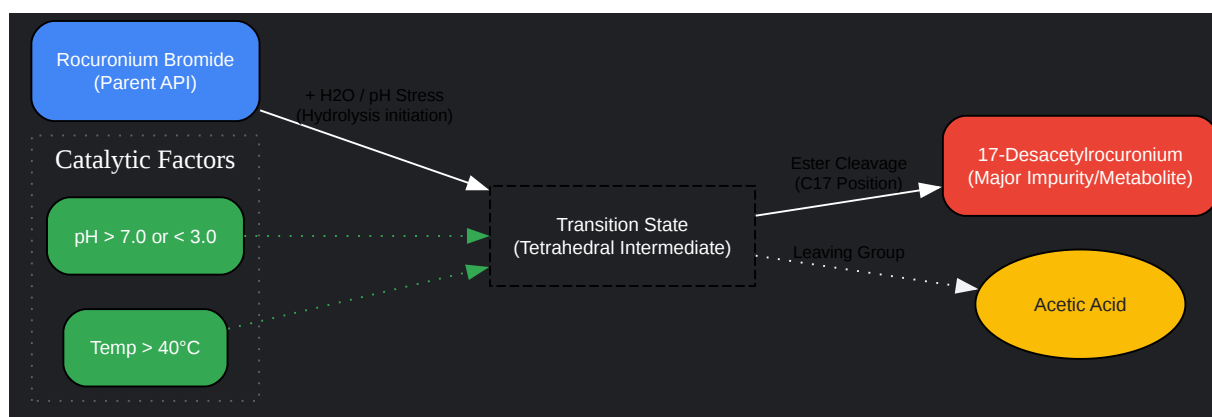 Rocuronium Bromide
(Parent API)
+ H2O / pH Stress
(Hydrolysis initiation)
Catalytic Factors
pH > 7.0 or < 3.0
Temp > 40°C
Transition State
(Tetrahedral Intermediate)
Ester Cleavage
(C17 Position)
Leaving Group
17-Desacetylrocuronium
(Major Impurity/Metabolite)
Acetic Acid